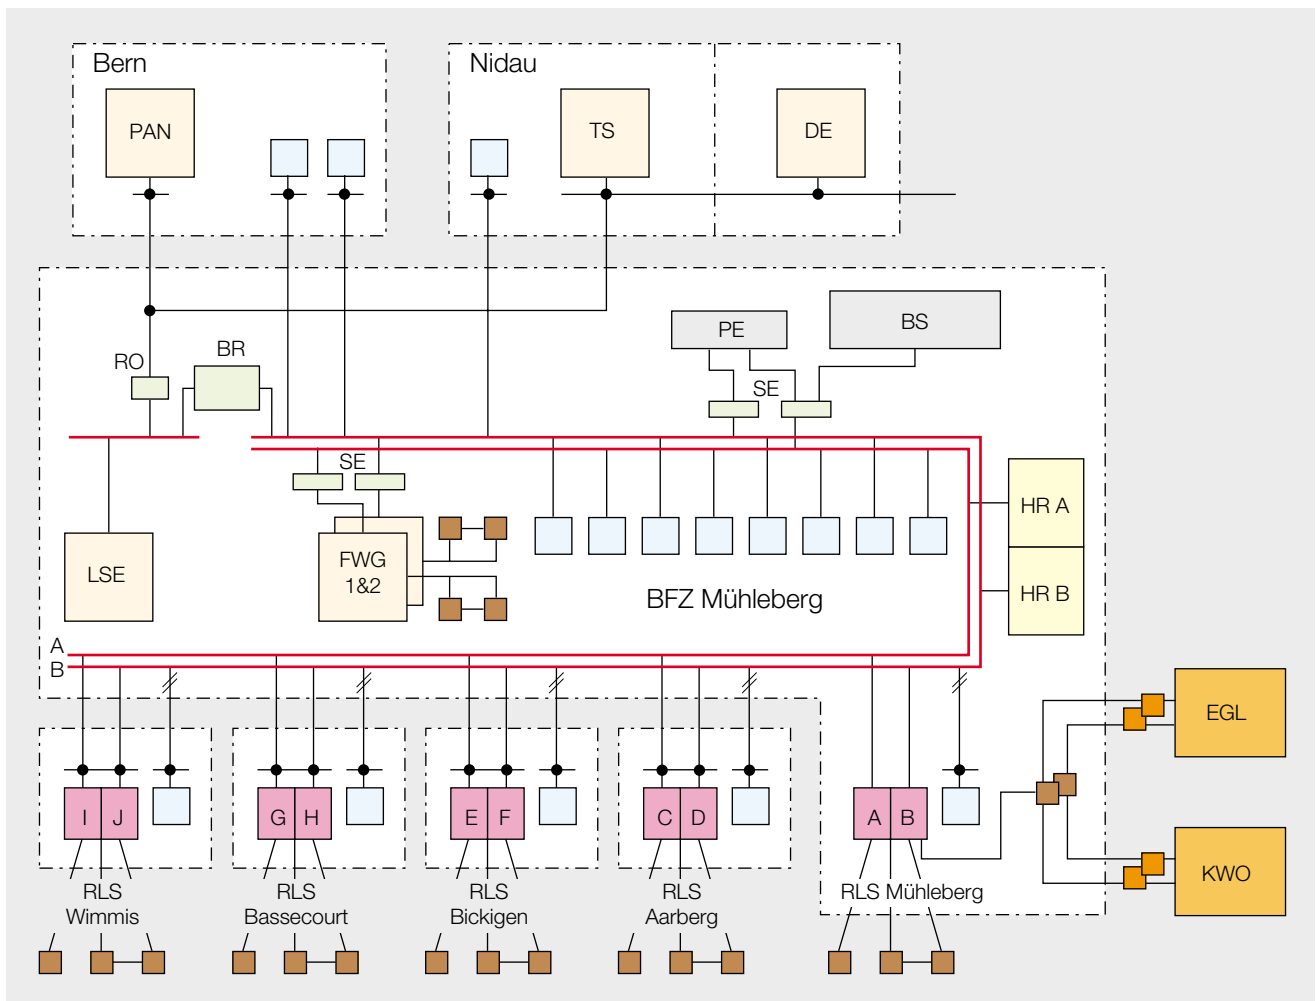 Bern
Nidau
PAN
TS
DE
PE
BS
RO
BR
SE
SE
HR A
LSE
FWG
1&2
BFZ Mühleberg
HR B
A
B
EGL
I
J
G
H
E
F
C
D
A
B
KWO
RLS
Wimmis
RLS
Bassecourt
RLS
Bickigen
RLS
Aarberg
RLS Mühleberg